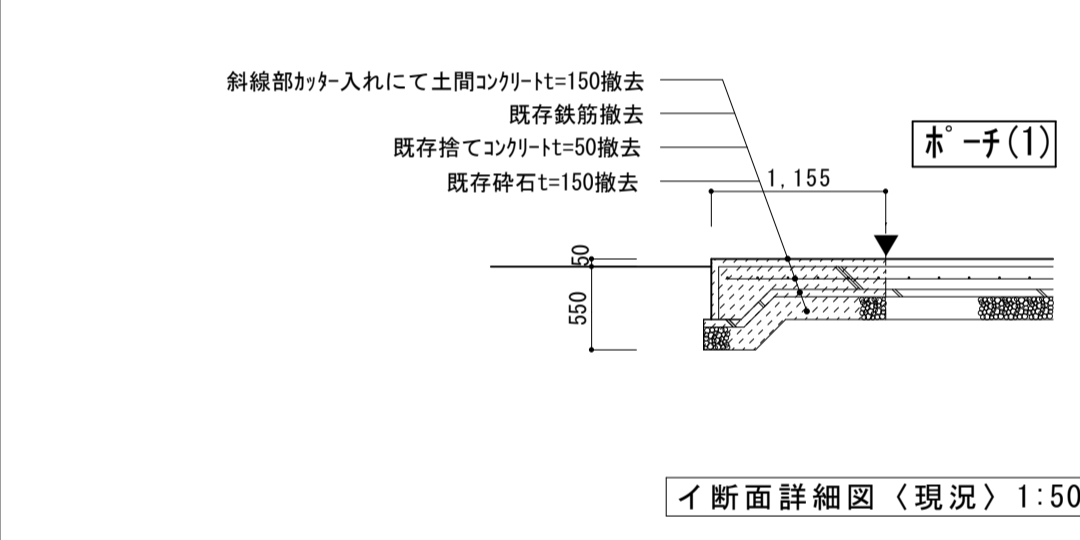 斜線部ｶｯﾀｰ入れにて土間ｺﾝｸﾘｰﾄt=150撤去
既存鉄筋撤去
既存捨てｺﾝｸﾘｰﾄt=50撤去
既存砕石t=150撤去
ﾎﾟｰﾁ(1)
1,155
50
550
イ断面詳細図〈現況〉1:50